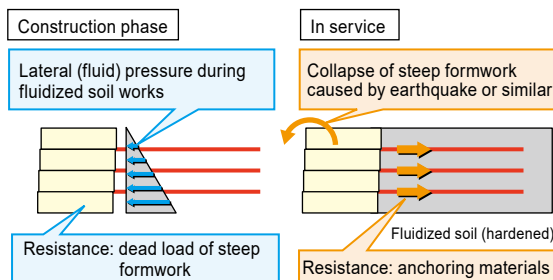 Construction phase
Lateral (fluid) pressure during
fluidized soil works
Resistance: dead load of steep
formwork
In service
Collapse of steep formwork
caused by earthquake or similar
Fluidized soil (hardened)
Resistance: anchoring materials